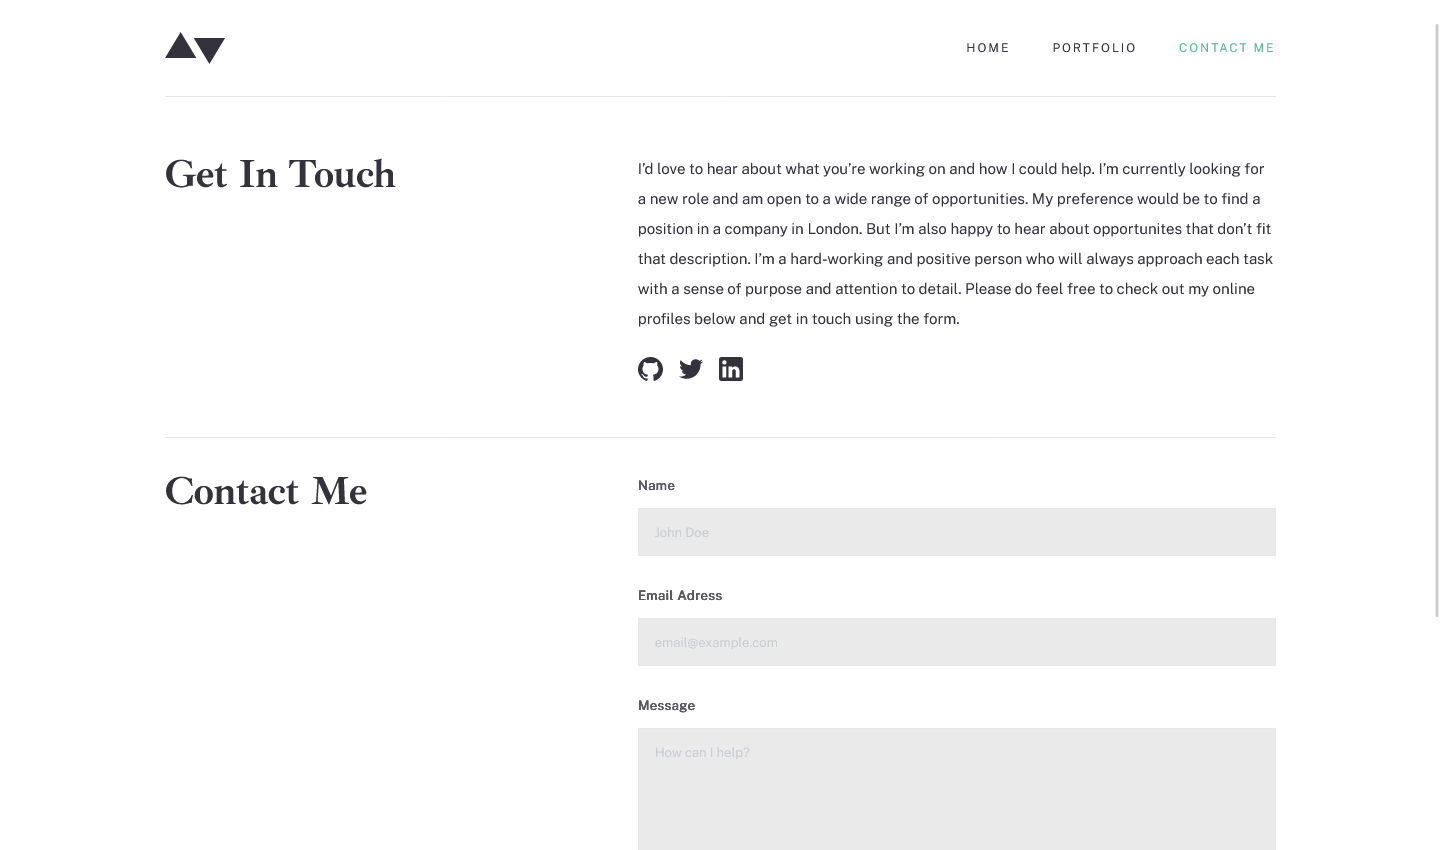 HOME PORTFOLIO CONTACT ME
Get In Touch
I’d love to hear about what you’re working on and how I could help. I’m currently looking for
a new role and am open to a wide range of opportunities. My preference would be to find a
position in a company in London. But I’m also happy to hear about opportunites that don’t fit
that description. I’m a hard-working and positive person who will always approach each task
with a sense of purpose and attention to detail. Please do feel free to check out my online
profiles below and get in touch using the form.
Contact Me
Name
John Doe
Email Adress
email@example.com
Message
How can I help?